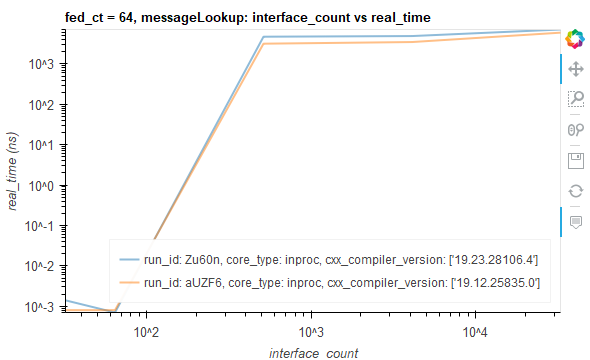 fed_ct = 64, messageLookup: interface_count vs real_time
real_time (ns)
10^3
10^2
10^1
10^0
10^-1
10^-2
10^-3
run_id: Zu60n, core_type: inproc, cxx_compiler_version: ['19.23.28106.4']
run_id: aUZF6, core_type: inproc, cxx_compiler_version: ['19.12.25835.0']
10^2 10^3 10^4
interface_count